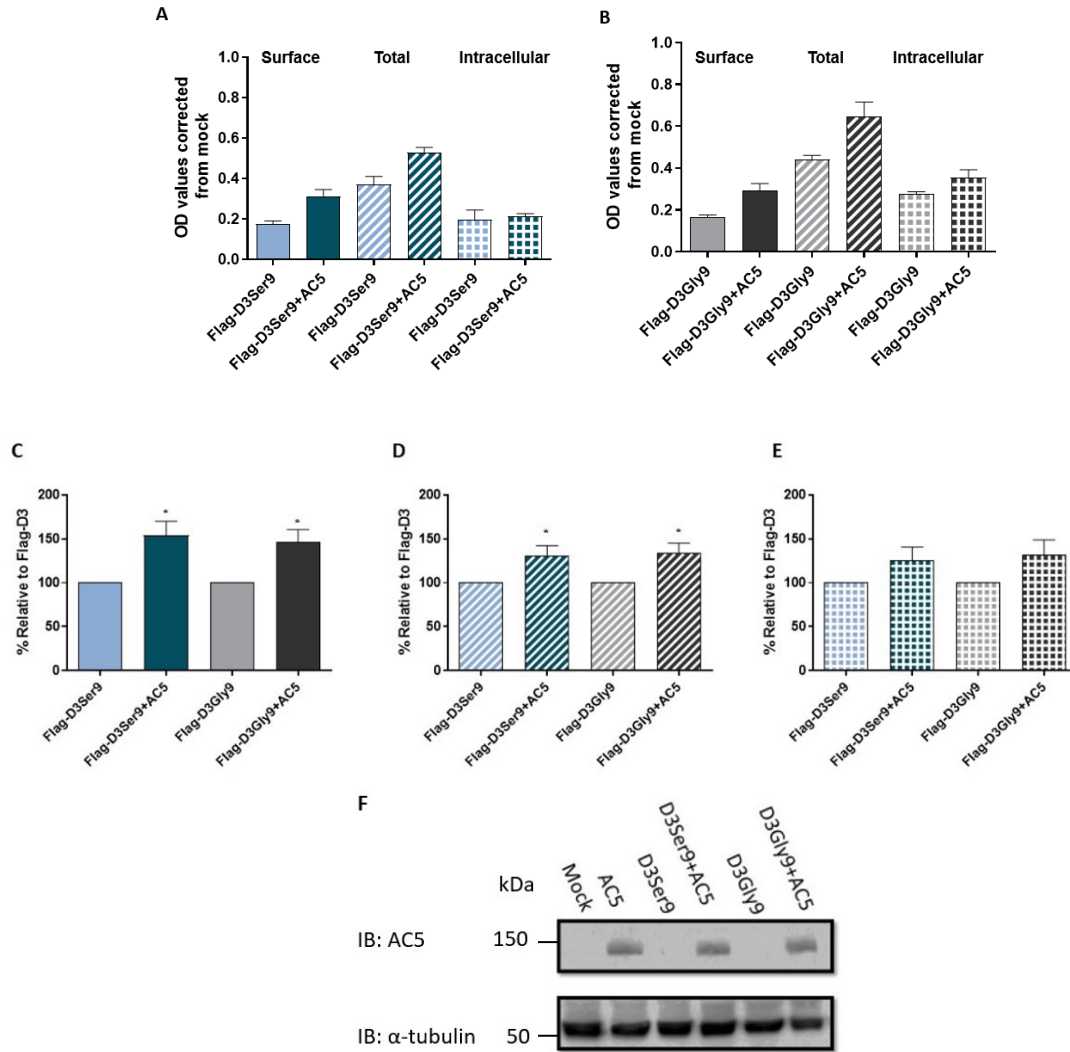 A
OD values corrected
from mock
1.0
0.8
0.6
0.4
0.2
0.0
Surface Total Intracellular
Flag-D3Ser9
Flag-D3Ser9+AC5
Flag-D3Ser9
Flag-D3Ser9+AC5
Flag-D3Ser9
Flag-D3Ser9+AC5
B
OD values corrected
from mock
1.0
0.8
0.6
0.4
0.2
0.0
Surface Total Intracellular
Flag-D3Gly9
Flag-D3Gly9+AC5
Flag-D3Gly9
Flag-D3Gly9+AC5
Flag-D3Gly9
Flag-D3Gly9+AC5
C
% Relative to Flag-D3
200
150
100
50
0
* *
Flag-D3Ser9
Flag-D3Ser9+AC5
Flag-D3Gly9
Flag-D3Gly9+AC5
D
% Relative to Flag-D3
200
150
100
50
0
* *
Flag-D3Ser9
Flag-D3Ser9+AC5
Flag-D3Gly9
Flag-D3Gly9+AC5
E
% Relative to Flag-D3
200
150
100
50
0
Flag-D3Ser9
Flag-D3Ser9+AC5
Flag-D3Gly9
Flag-D3Gly9+AC5
F
kDa
Mock
AC5
D3Ser9
D3Ser9+AC5
D3Gly9
D3Gly9+AC5
IB: AC5 150
IB: α-tubulin 50